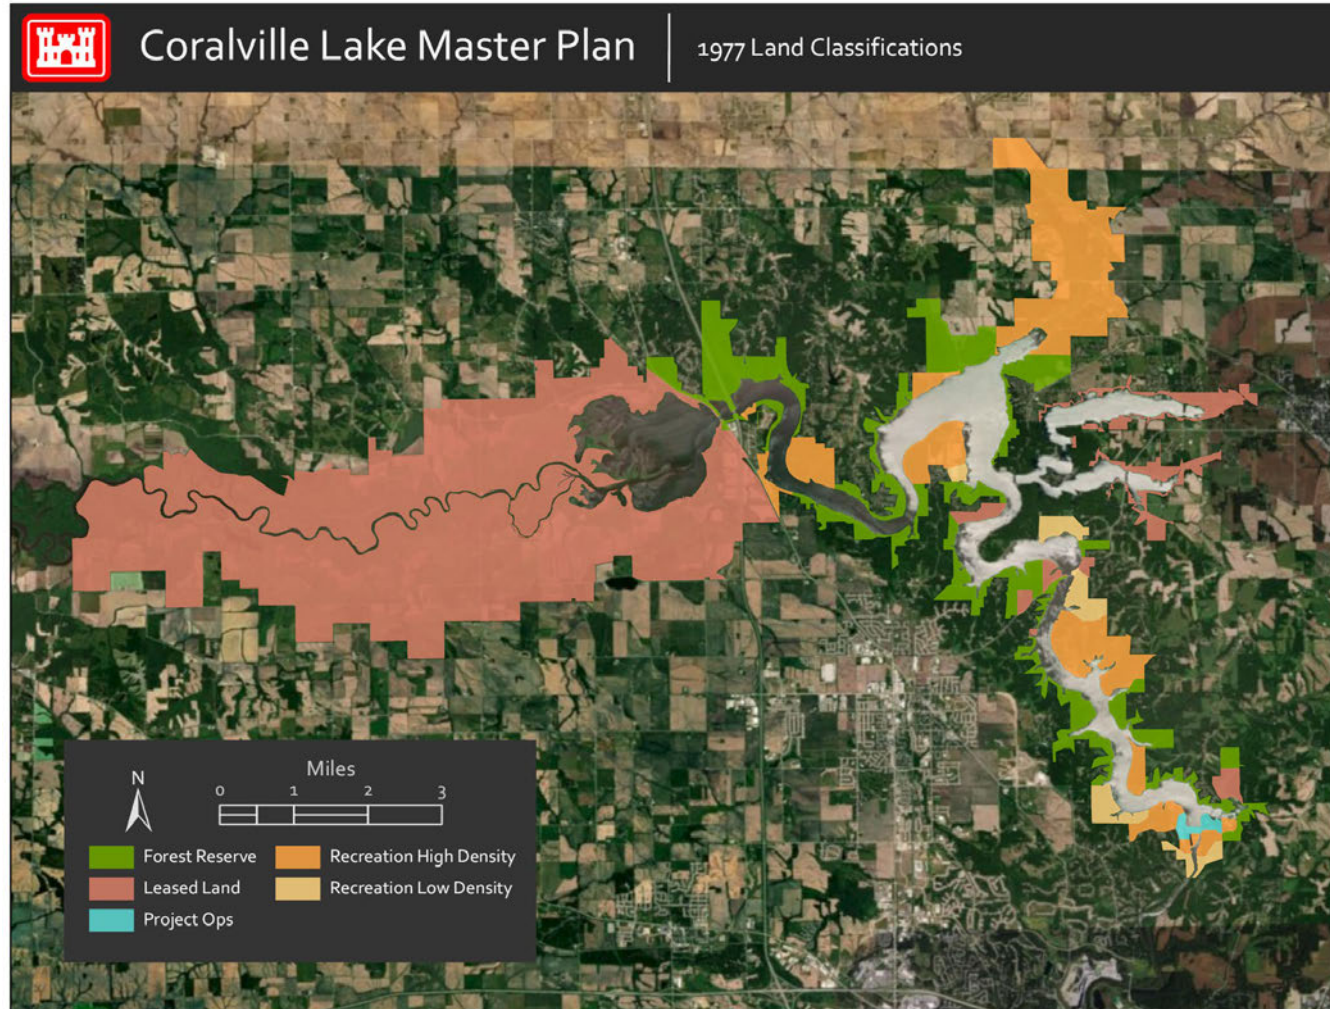 Coralville Lake Master Plan
1977 Land Classifications
N
Miles
0 1 2 3
Forest Reserve
Recreation High Density
Leased Land
Recreation Low Density
Project Ops